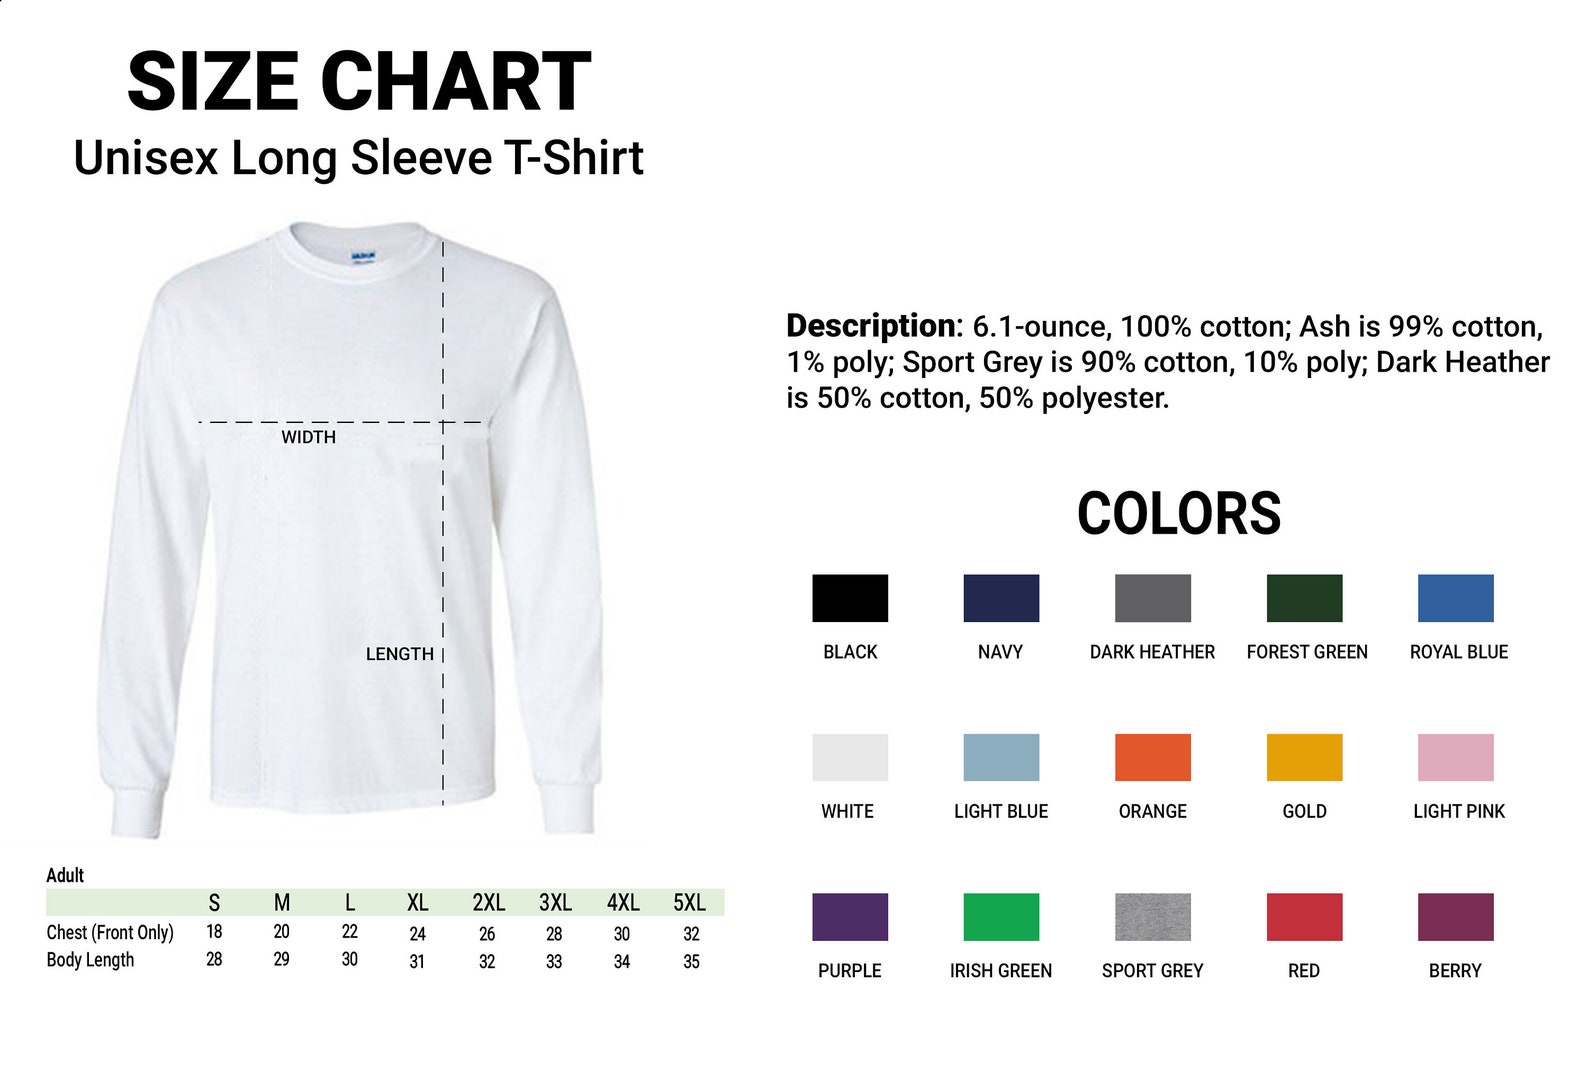 SIZE CHART
Unisex Long Sleeve T-Shirt
WIDTH
LENGTH
Adult
S M L XL 2XL 3XL 4XL 5XL
Chest (Front Only) 18 20 22 24 26 28 30 32
Body Length 28 29 30 31 32 33 34 35
Description: 6.1-ounce, 100% cotton; Ash is 99% cotton,
1% poly; Sport Grey is 90% cotton, 10% poly; Dark Heather
is 50% cotton, 50% polyester.
COLORS
BLACK NAVY DARK HEATHER FOREST GREEN ROYAL BLUE
WHITE LIGHT BLUE ORANGE GOLD LIGHT PINK
PURPLE IRISH GREEN SPORT GREY RED BERRY